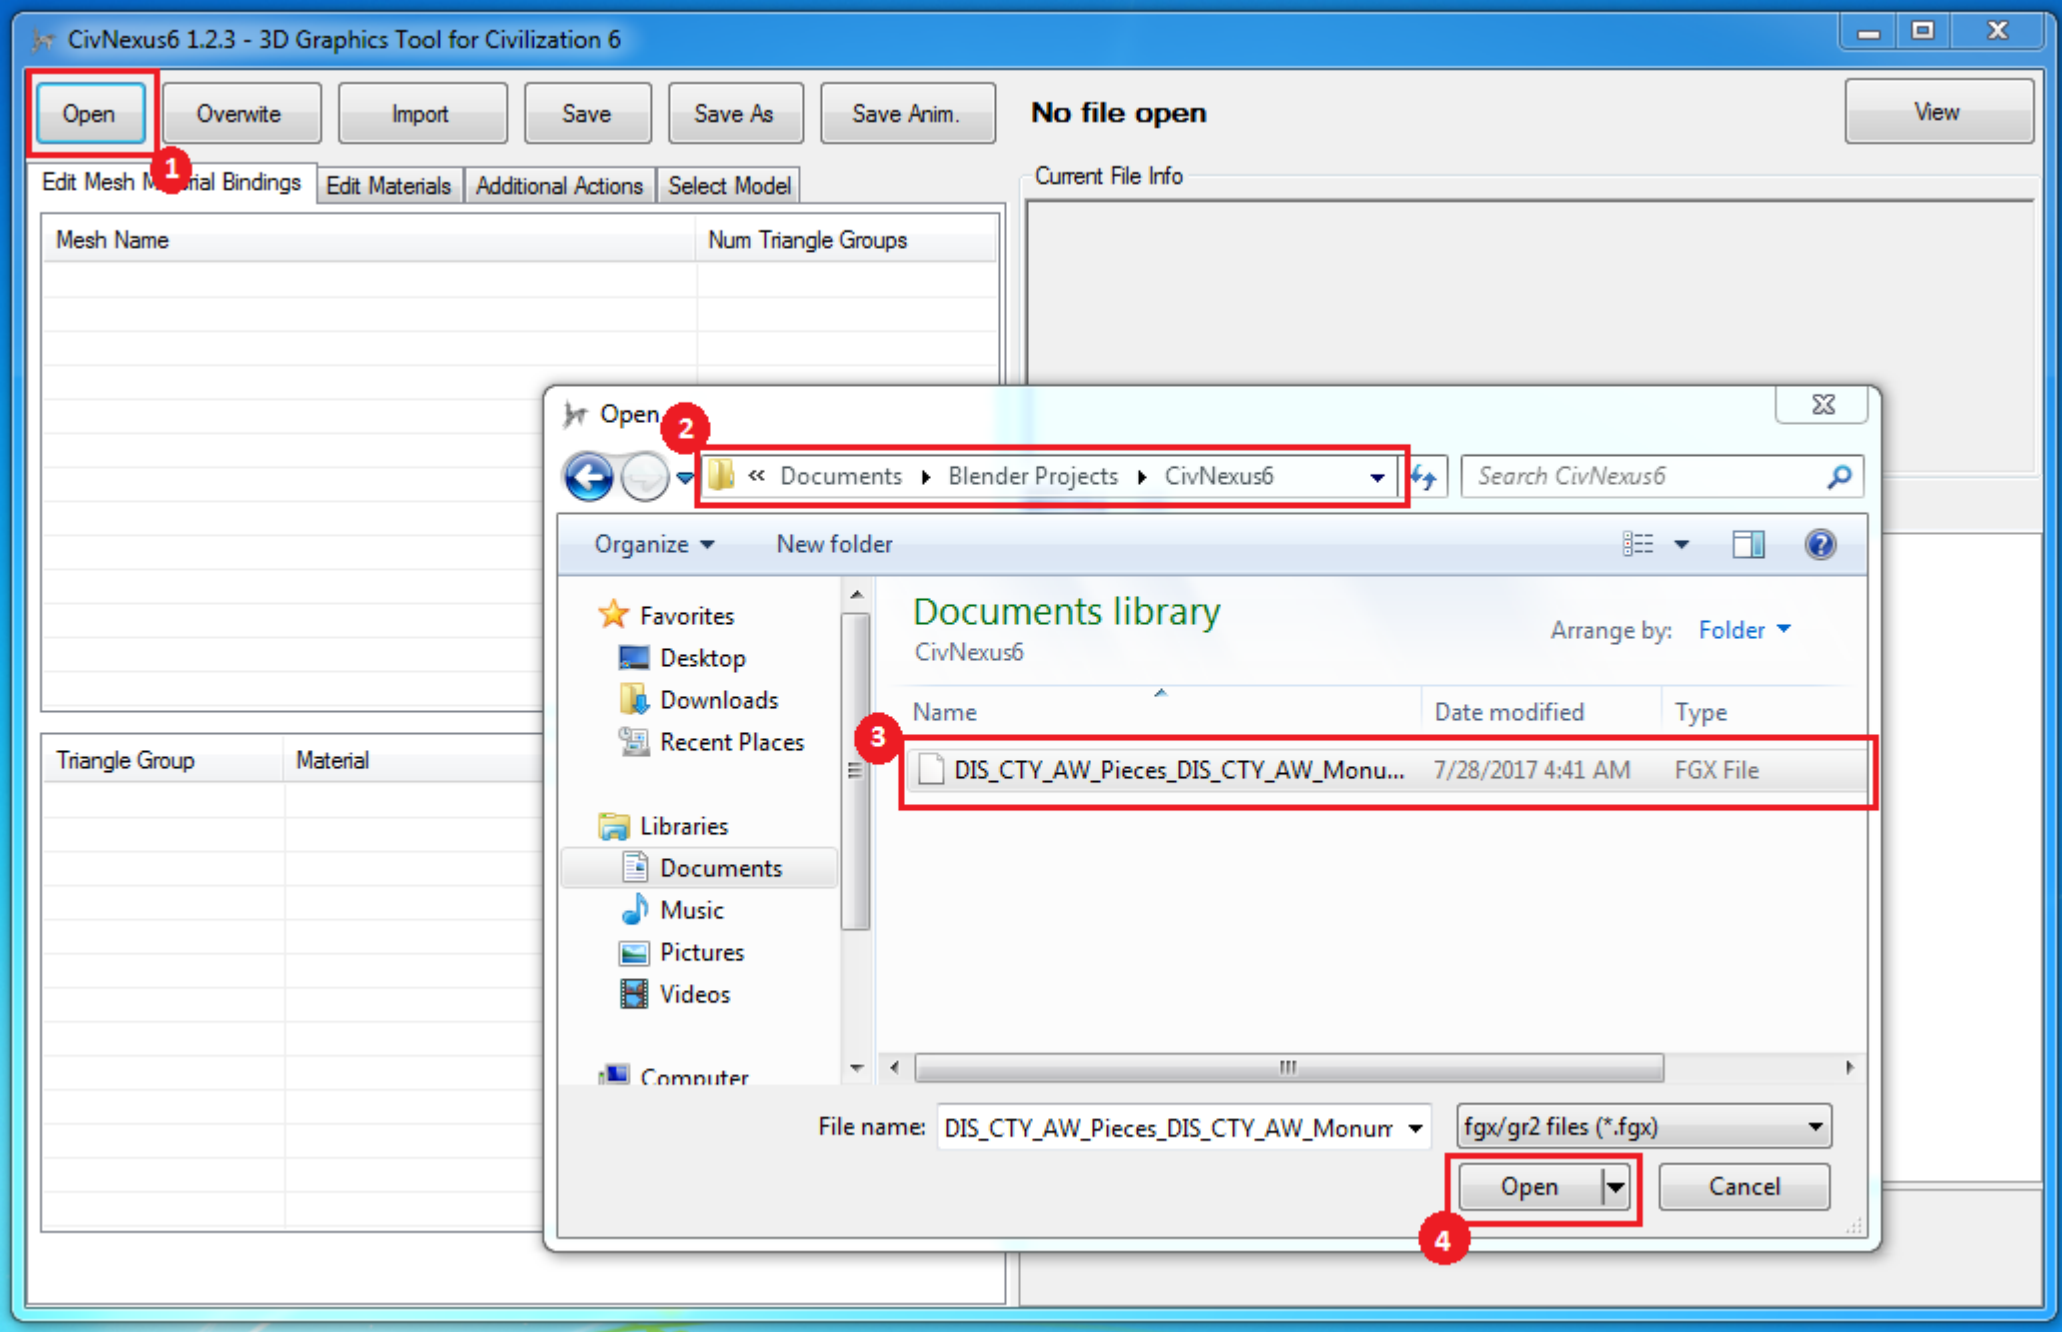 CivNexus6 1.2.3 - 3D Graphics Tool for Civilization 6
Open Overwite Import Save Save As Save Anim. No file open View
1
Edit Mesh M rial Bindings Edit Materials Additional Actions Select Model Current File Info
Mesh Name Num Triangle Groups
Open
2
« Documents Blender Projects CivNexus6 Search CivNexus6
Organize New folder
Favorites
Desktop
Downloads
Recent Places
Libraries
Documents
Music
Pictures
Videos
Computer
Documents library
CivNexus6
Arrange by: Folder
Name Date modified Type
3
DIS_CTY_AW_Pieces_DIS_CTY_AW_Monu... 7/28/2017 4:41 AM FGX File
Triangle Group Material
File name: DIS_CTY_AW_Pieces_DIS_CTY_AW_Monum fgx/gr2 files (*.fgx)
Open Cancel
4